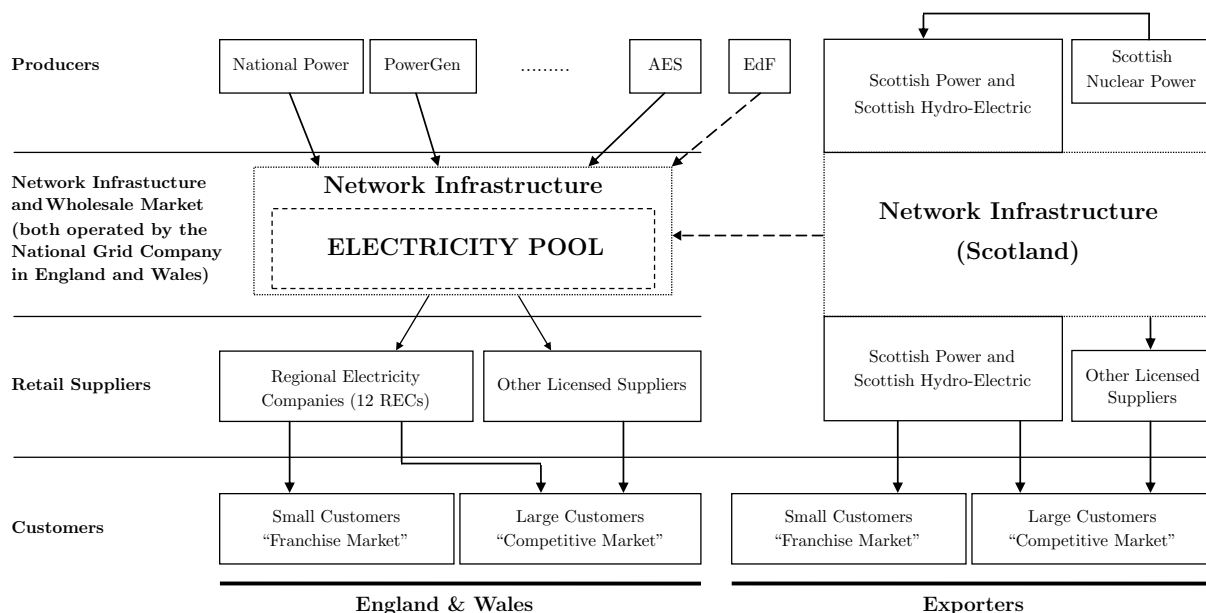 Producers
National Power
PowerGen
.........
AES
EdF
Scottish Power and
Scottish Hydro-Electric
Scottish
Nuclear Power
Network Infrastucture
and Wholesale Market
(both operated by the
National Grid Company
in England and Wales)
Network Infrastructure
ELECTRICITY POOL
Network Infrastructure
(Scotland)
Retail Suppliers
Regional Electricity
Companies (12 RECs)
Other Licensed Suppliers
Scottish Power and
Scottish Hydro-Electric
Other Licensed
Suppliers
Customers
Small Customers
“Franchise Market”
Large Customers
“Competitive Market”
Small Customers
“Franchise Market”
Large Customers
“Competitive Market”
England & Wales
Exporters